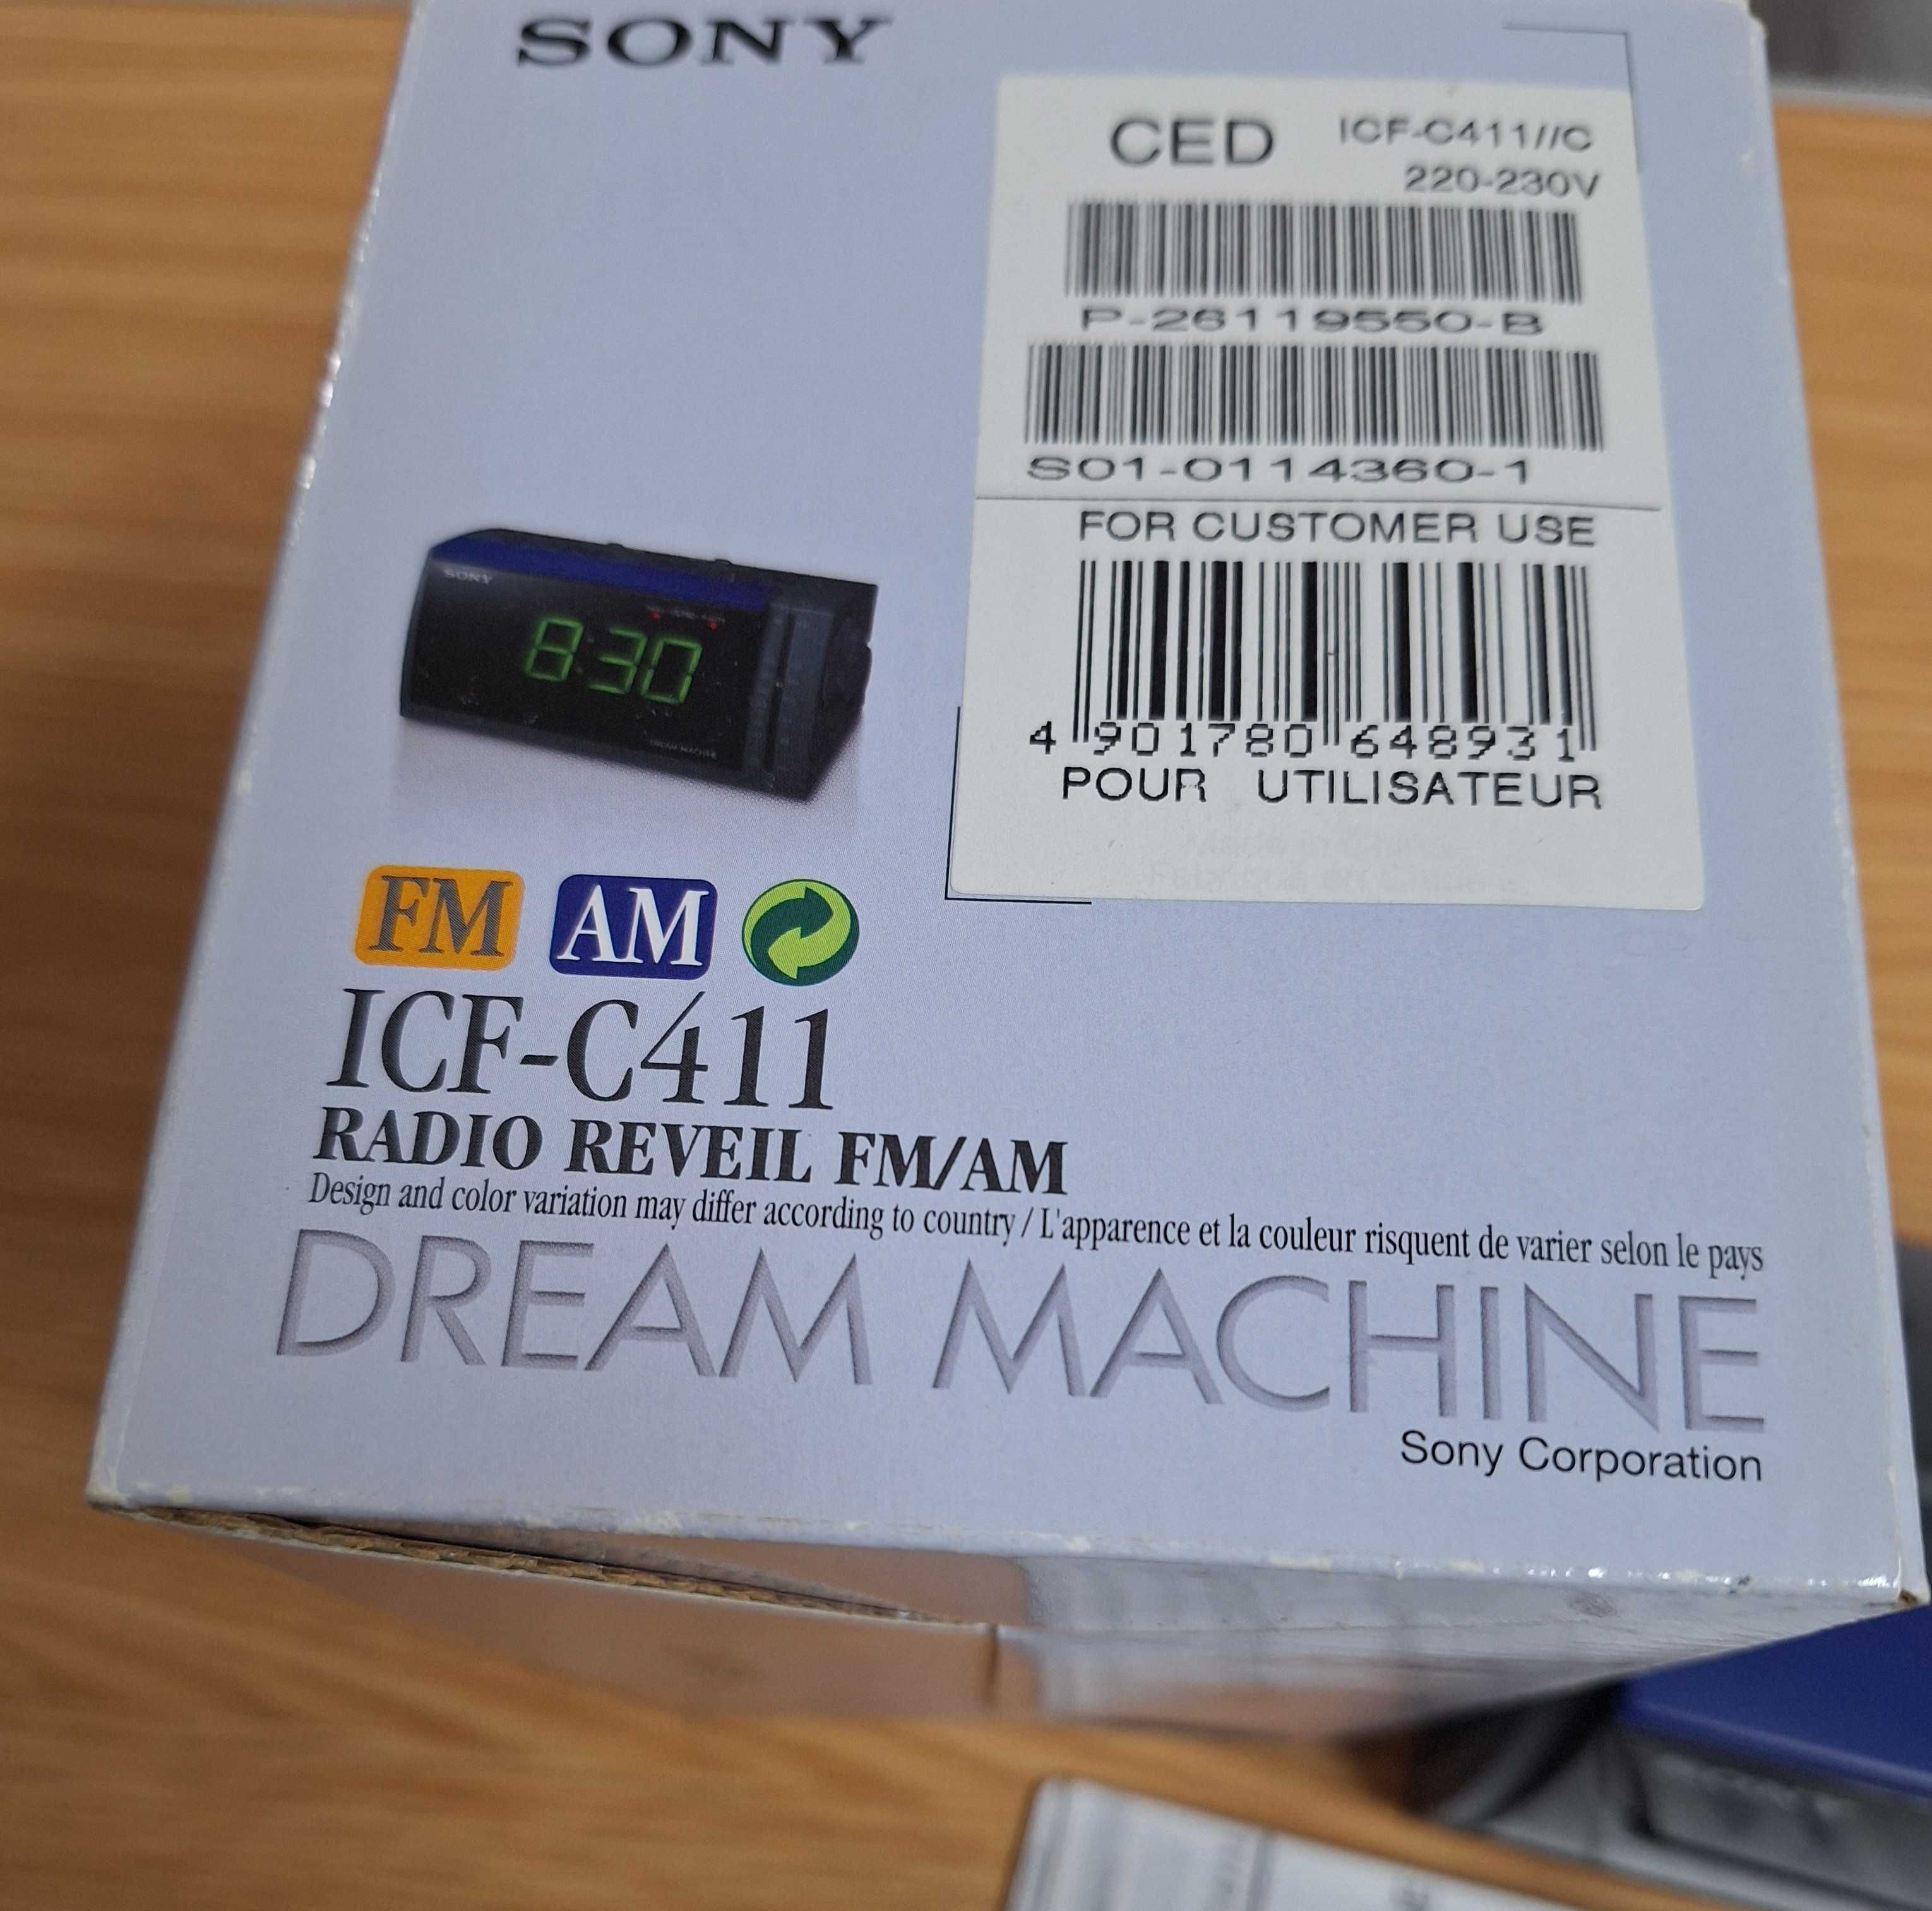 SONY
CED ICF-C411//C
220-230V
P-26119550-B
S01-0114360-1
FOR CUSTOMER USE
4 901780 648931
POUR UTILISATEUR
SONY
8:30
DREAM MACHINE
FM AM
ICF-C411
RADIO REVEIL FM/AM
Design and color variation may differ according to country / L'apparence et la couleur risquent de varier selon le pays
DREAM MACHINE
Sony Corporation